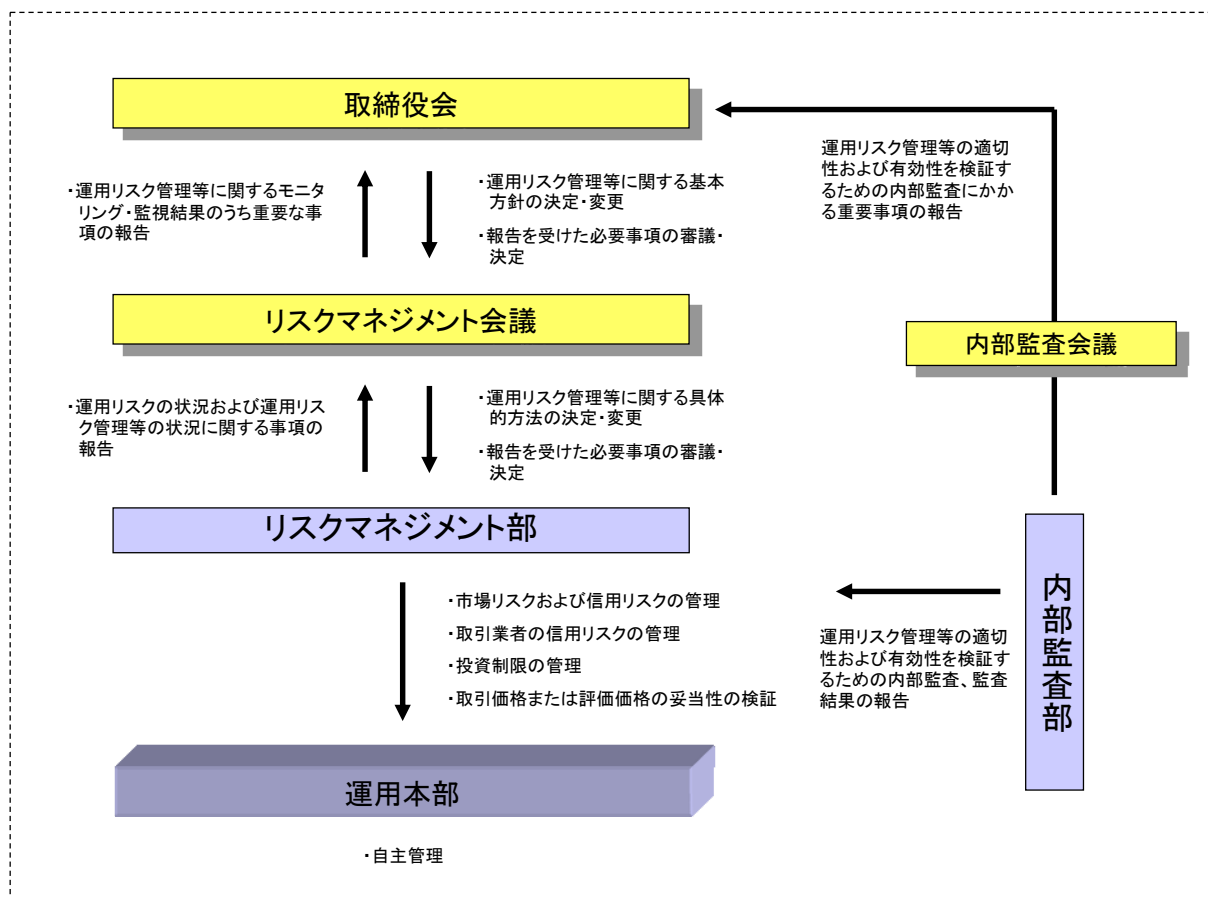 取締役会
・運用リスク管理等に関するモニ
タリング・監視結果のうち重要な事
項の報告
・運用リスク管理等に関する基本
方針の決定・変更
・報告を受けた必要事項の審議・
決定
運用リスク管理等の適切
性および有効性を検証す
るための内部監査にかか
る重要事項の報告
リスクマネジメント会議
内部監査会議
・運用リスクの状況および運用リス
ク管理等の状況に関する事項の
報告
・運用リスク管理等に関する具体
的方法の決定・変更
・報告を受けた必要事項の審議・
決定
リスクマネジメント部
・市場リスクおよび信用リスクの管理
・取引業者の信用リスクの管理
・投資制限の管理
・取引価格または評価価格の妥当性の検証
運用リスク管理等の適切
性および有効性を検証す
るための内部監査、監査
結果の報告
内部監査部
運用本部
・自主管理